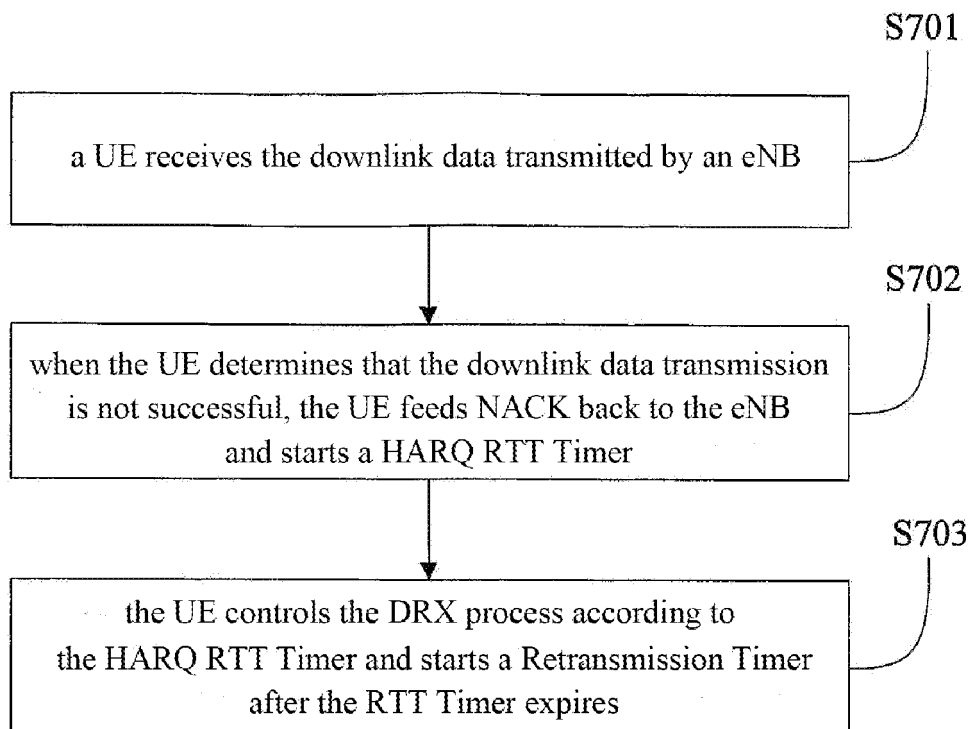 S701
a UE receives the downlink data transmitted by an eNB
S702
when the UE determines that the downlink data transmission
is not successful, the UE feeds NACK back to the eNB
and starts a HARQ RTT Timer
S703
the UE controls the DRX process according to
the HARQ RTT Timer and starts a Retransmission Timer
after the RTT Timer expires